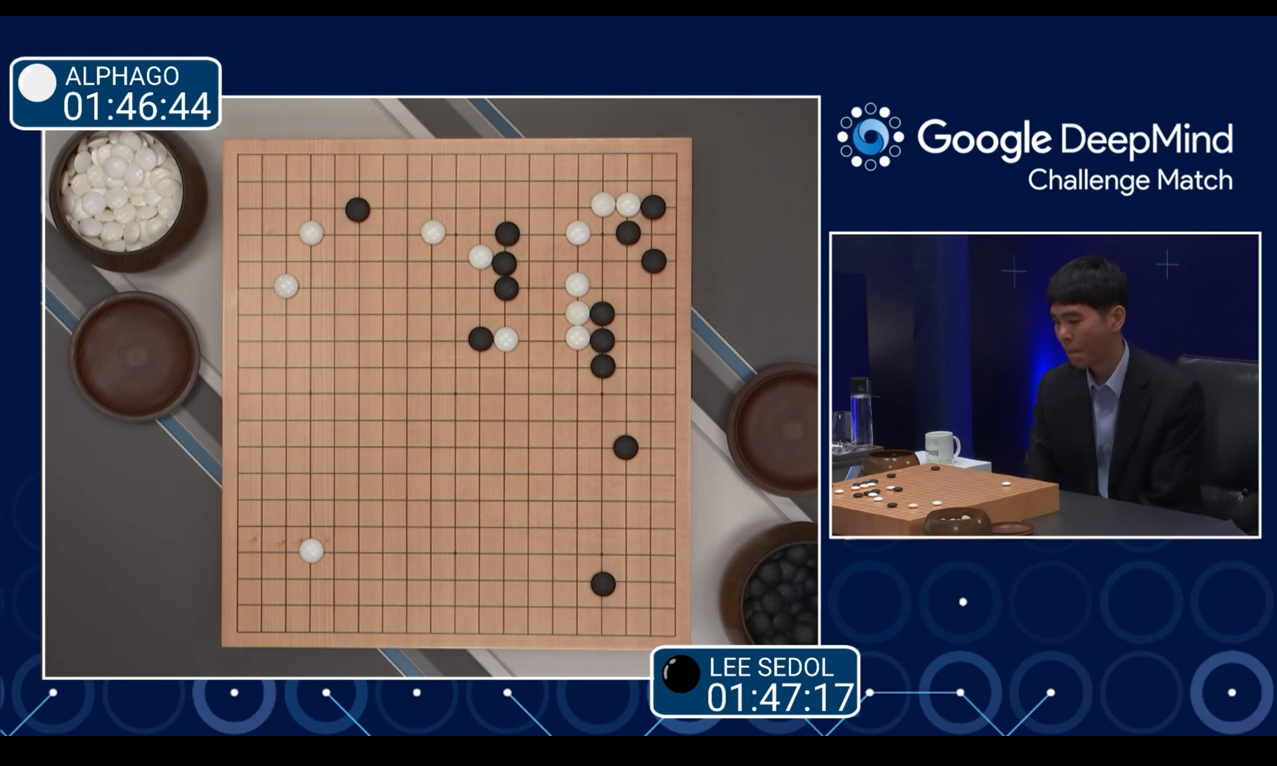 ALPHAGO
01:46:44
Google DeepMind
Challenge Match
LEE SEDOL
01:47:17